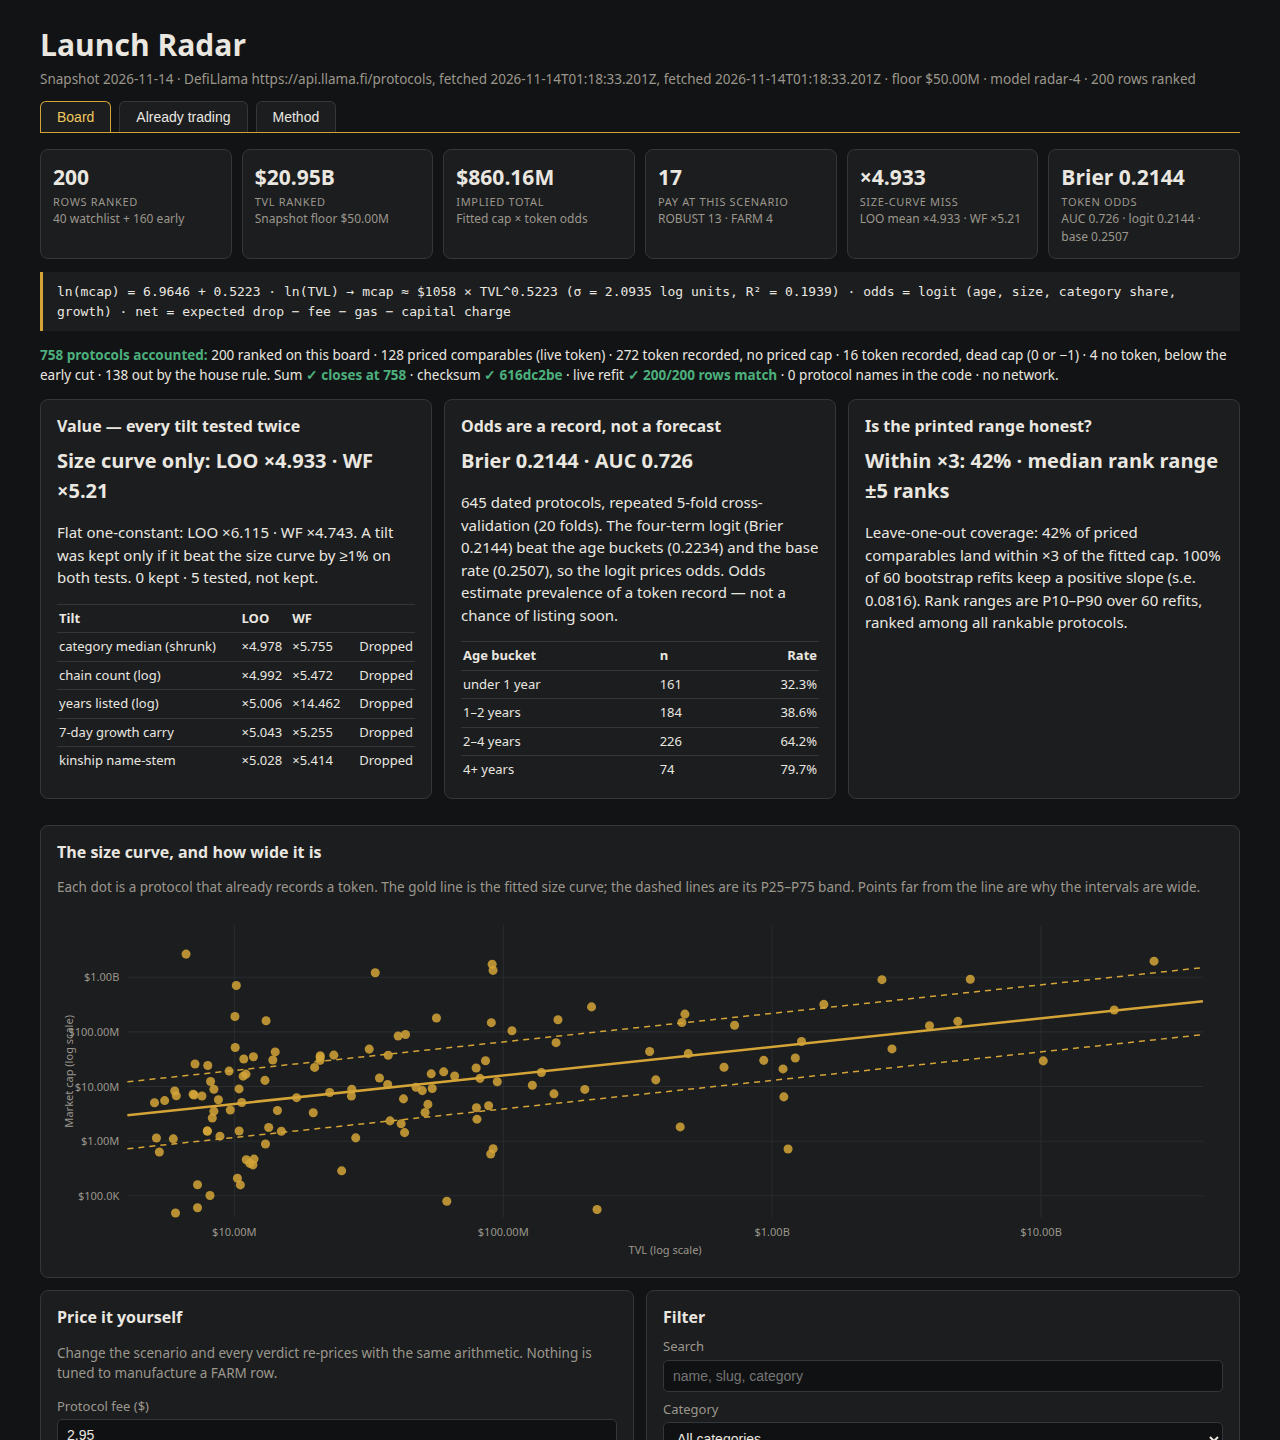 Launch Radar
Snapshot 2026-11-14 · DefiLlama https://api.llama.fi/protocols, fetched 2026-11-14T01:18:33.201Z, fetched 2026-11-14T01:18:33.201Z · floor $50.00M · model radar-4 · 200 rows ranked
Board
Already trading
Method
200
ROWS RANKED
40 watchlist + 160 early
$20.95B
TVL RANKED
Snapshot floor $50.00M
$860.16M
IMPLIED TOTAL
Fitted cap × token odds
17
PAY AT THIS SCENARIO
ROBUST 13 · FARM 4
×4.933
SIZE-CURVE MISS
LOO mean ×4.933 · WF ×5.21
Brier 0.2144
TOKEN ODDS
AUC 0.726 · logit 0.2144 ·
base 0.2507
ln(mcap) = 6.9646 + 0.5223 · ln(TVL) → mcap ≈ $1058 × TVL^0.5223 (σ = 2.0935 log units, R² = 0.1939) · odds = logit (age, size, category share,
growth) · net = expected drop − fee − gas − capital charge
758 protocols accounted: 200 ranked on this board · 128 priced comparables (live token) · 272 token recorded, no priced cap · 16 token recorded, dead cap (0 or −1) · 4 no token, below the
early cut · 138 out by the house rule. Sum ✓ closes at 758 · checksum ✓ 616dc2be · live refit ✓ 200/200 rows match · 0 protocol names in the code · no network.
Value — every tilt tested twice
Size curve only: LOO ×4.933 · WF
×5.21
Flat one-constant: LOO ×6.115 · WF ×4.743. A tilt
was kept only if it beat the size curve by ≥1% on
both tests. 0 kept · 5 tested, not kept.
Tilt LOO WF
category median (shrunk) ×4.978 ×5.755 Dropped
chain count (log) ×4.992 ×5.472 Dropped
years listed (log) ×5.006 ×14.462 Dropped
7-day growth carry ×5.043 ×5.255 Dropped
kinship name-stem ×5.028 ×5.414 Dropped
Odds are a record, not a forecast
Brier 0.2144 · AUC 0.726
645 dated protocols, repeated 5-fold cross-
validation (20 folds). The four-term logit (Brier
0.2144) beat the age buckets (0.2234) and the base
rate (0.2507), so the logit prices odds. Odds
estimate prevalence of a token record — not a
chance of listing soon.
Age bucket n Rate
under 1 year 161 32.3%
1–2 years 184 38.6%
2–4 years 226 64.2%
4+ years 74 79.7%
Is the printed range honest?
Within ×3: 42% · median rank range
±5 ranks
Leave-one-out coverage: 42% of priced
comparables land within ×3 of the fitted cap. 100%
of 60 bootstrap refits keep a positive slope (s.e.
0.0816). Rank ranges are P10–P90 over 60 refits,
ranked among all rankable protocols.
The size curve, and how wide it is
Each dot is a protocol that already records a token. The gold line is the fitted size curve; the dashed lines are its P25–P75 band. Points far from the line are why the intervals are wide.
Market cap (log scale)
$1.00B
$100.00M
$10.00M
$1.00M
$100.0K
$10.00M
$100.00M
$1.00B
$10.00B
TVL (log scale)
Price it yourself
Change the scenario and every verdict re-prices with the same arithmetic. Nothing is
tuned to manufacture a FARM row.
Protocol fee ($)
2.95
Filter
Search
name, slug, category
Category
All categories